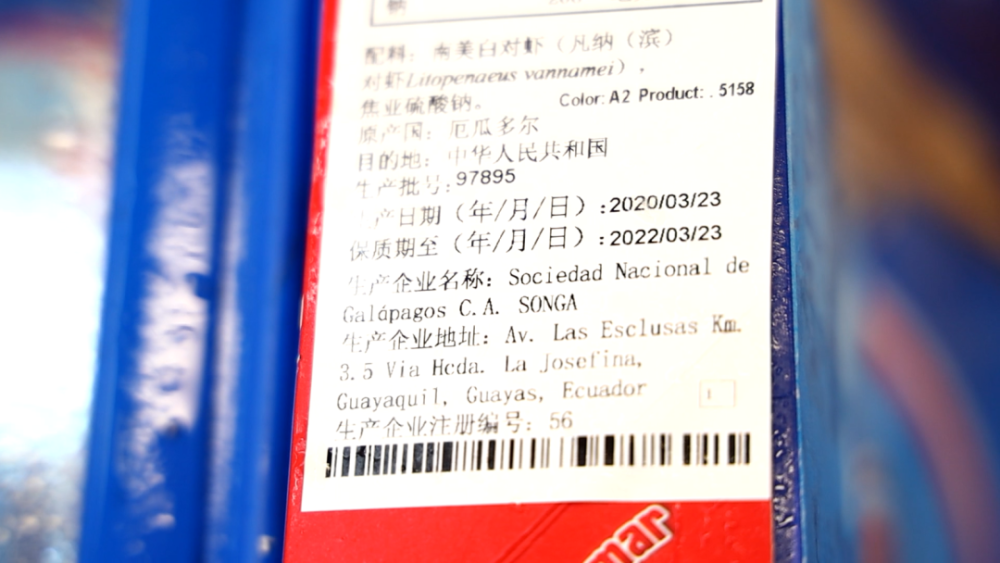 钠
配料: 南美白对虾（凡纳（滨）
对虾Litopenaeus vannamei），
焦亚硫酸钠。 Color: A2 Product: . 5158
原产国: 厄瓜多尔
目的地: 中华人民共和国
生产批号:97895
生产日期（年/月/日）:2020/03/23
保质期至（年/月/日）:2022/03/23
生产企业名称: Sociedad Nacional de
Galápagos C.A. SONGA
生产企业地址: Av. Las Esclusas Km.
3.5 Via Hcda. La Josefina,
Guayaquil, Guayas, Ecuador
生产企业注册编号: 56
mar